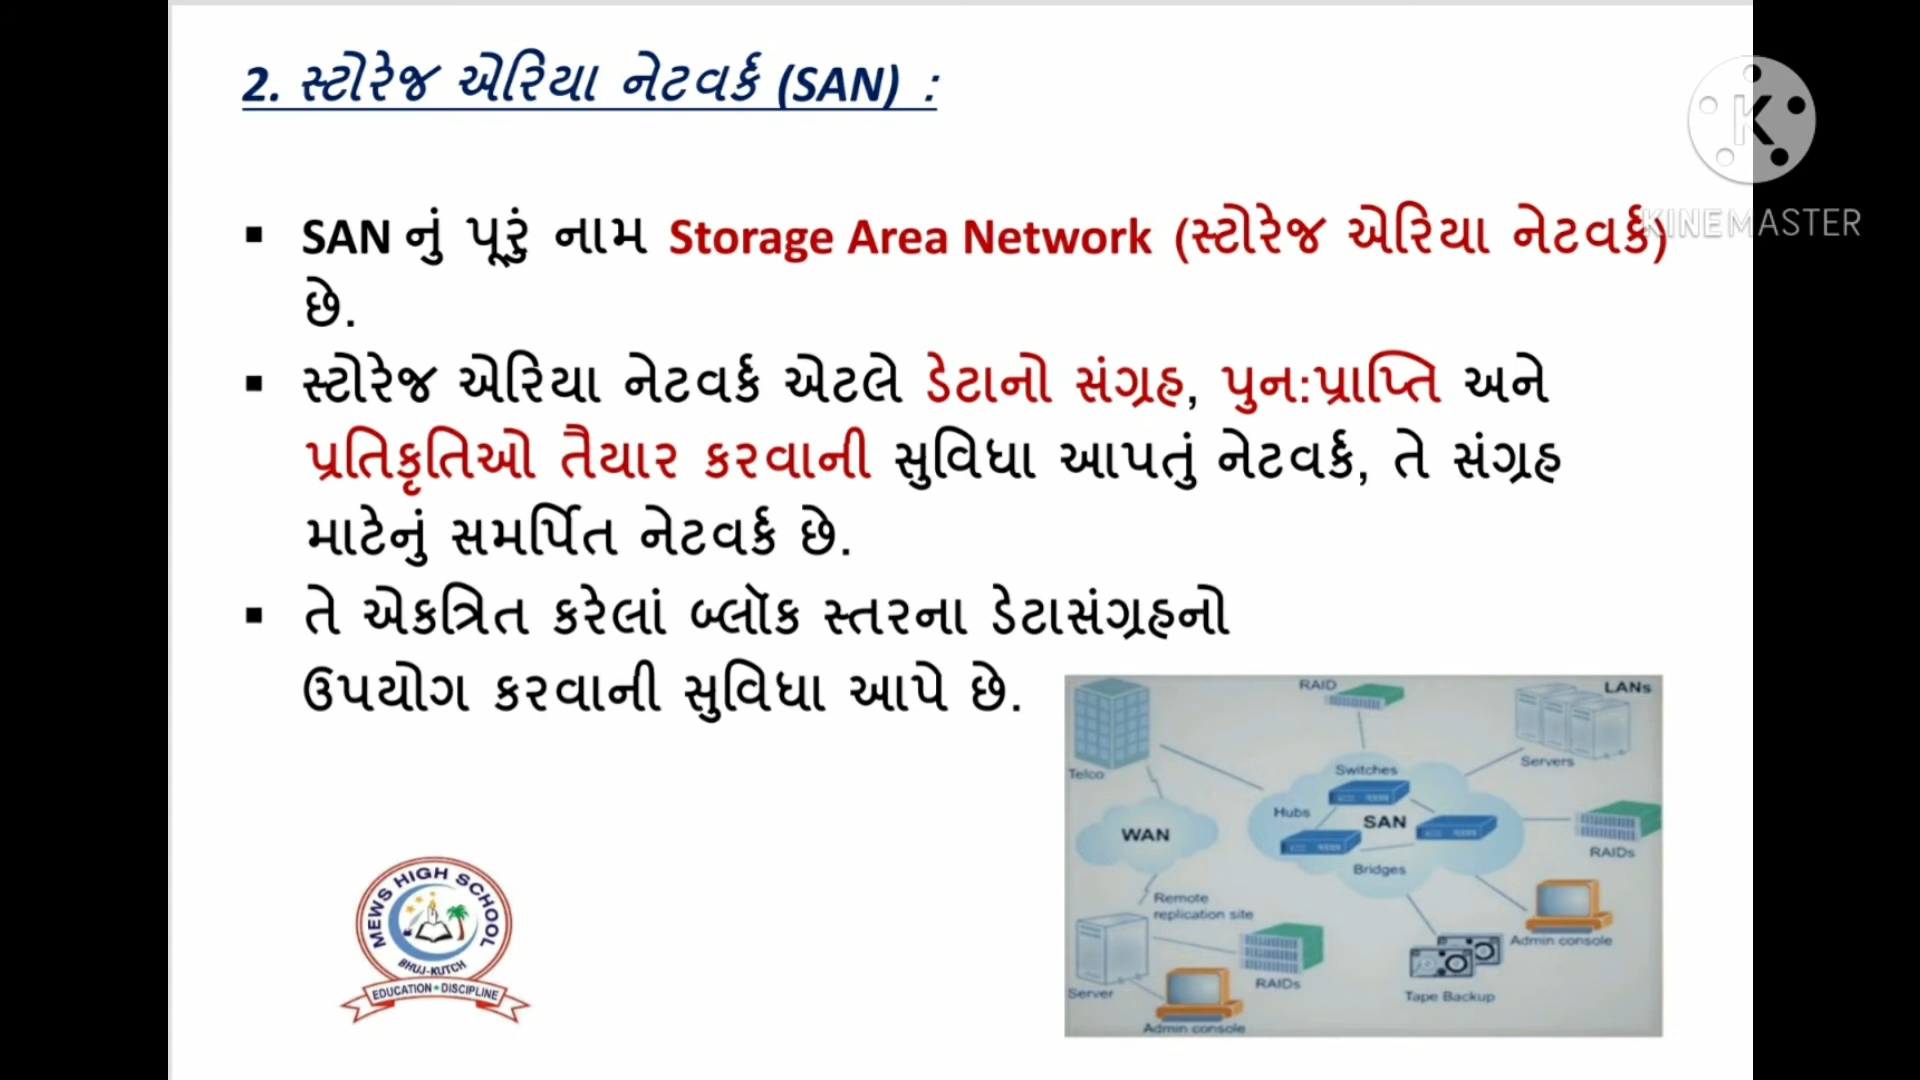 2. સ્ટોરેજ એરિયા નેટવર્ક (SAN) :
KINEMASTER
▪ SAN નું પૂરું નામ Storage Area Network (સ્ટોરેજ એરિયા નેટવર્ક)
છે.
▪ સ્ટોરેજ એરિયા નેટવર્ક એટલે ડેટાનો સંગ્રહ, પુન:પ્રાપ્તિ અને
પ્રતિકૃતિઓ તૈયાર કરવાની સુવિધા આપતું નેટવર્ક, તે સંગ્રહ
માટેનું સમર્પિત નેટવર્ક છે.
▪ તે એકત્રિત કરેલાં બ્લૉક સ્તરના ડેટાસંગ્રહનો
ઉપયોગ કરવાની સુવિધા આપે છે.
RAID
LANs
Telco
Switches
Servers
Hubs
SAN
WAN
RAIDs
Bridges
Remote
replication site
Admin console
Server
RAIDs
Tape Backup
Admin console
MEWS HIGH SCHOOL
BHUJ-KUTCH
EDUCATION • DISCIPLINE